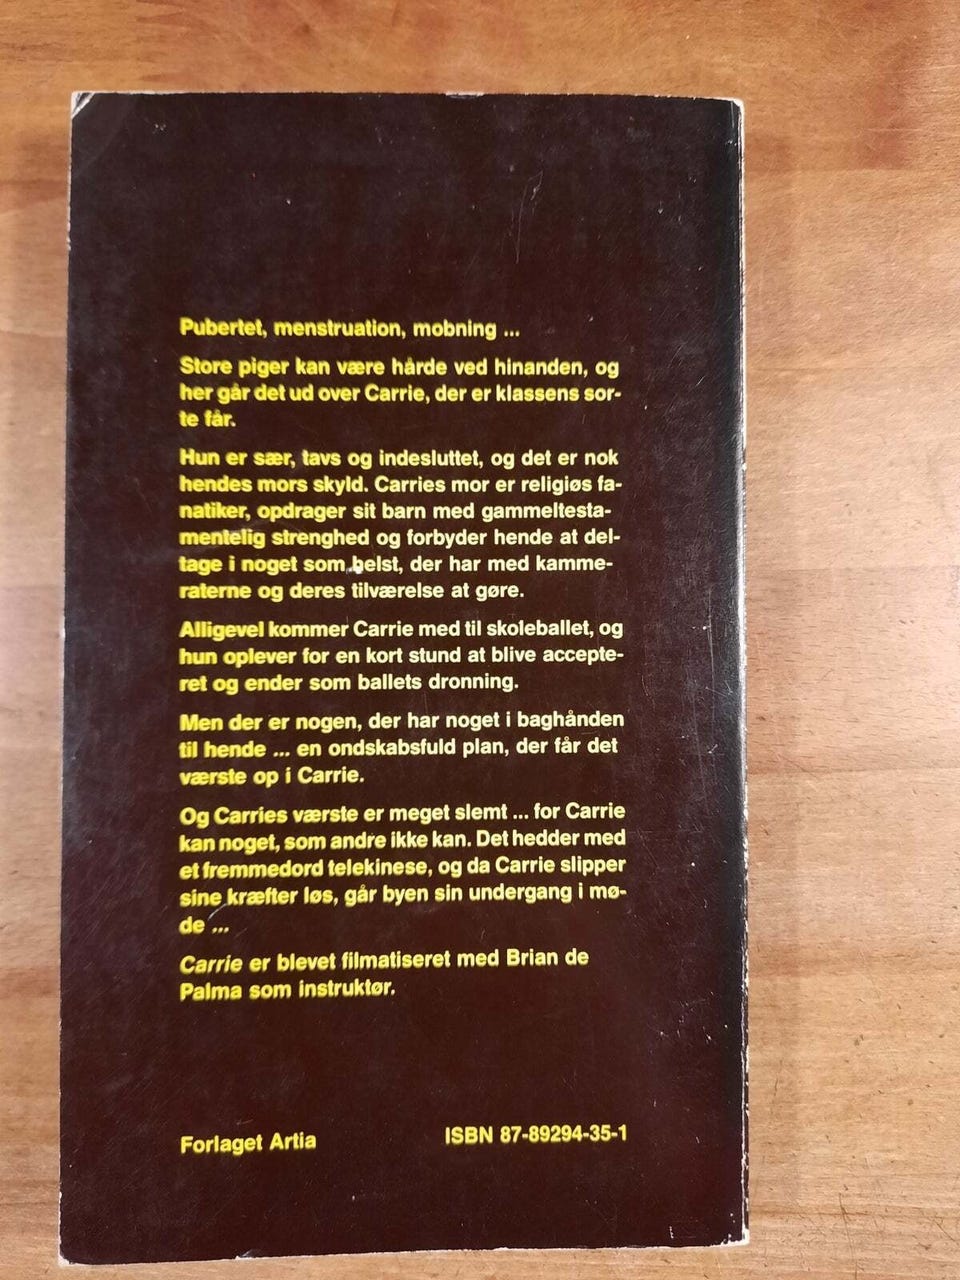 Pubertet, menstruation, mobning ...
Store piger kan være hårde ved hinanden, og
her går det ud over Carrie, der er klassens sor-
te får.
Hun er sær, tavs og indesluttet, og det er nok
hendes mors skyld. Carries mor er religiøs fa-
natiker, opdrager sit barn med gammeltesta-
mentelig strenghed og forbyder hende at del-
tage i noget som helst, der har med kamme-
raterne og deres tilværelse at gøre.
Alligevel kommer Carrie med til skoleballet, og
hun oplever for en kort stund at blive accepte-
ret og ender som ballets dronning.
Men der er nogen, der har noget i baghånden
til hende ... en ondskabsfuld plan, der får det
værste op i Carrie.
Og Carries værste er meget slemt ... for Carrie
kan noget, som andre ikke kan. Det hedder med
et fremmedord telekinese, og da Carrie slipper
sine kræfter løs, går byen sin undergang i mø-
de ...
Carrie er blevet filmatiseret med Brian de
Palma som instruktør.
Forlaget Artia
ISBN 87-89294-35-1